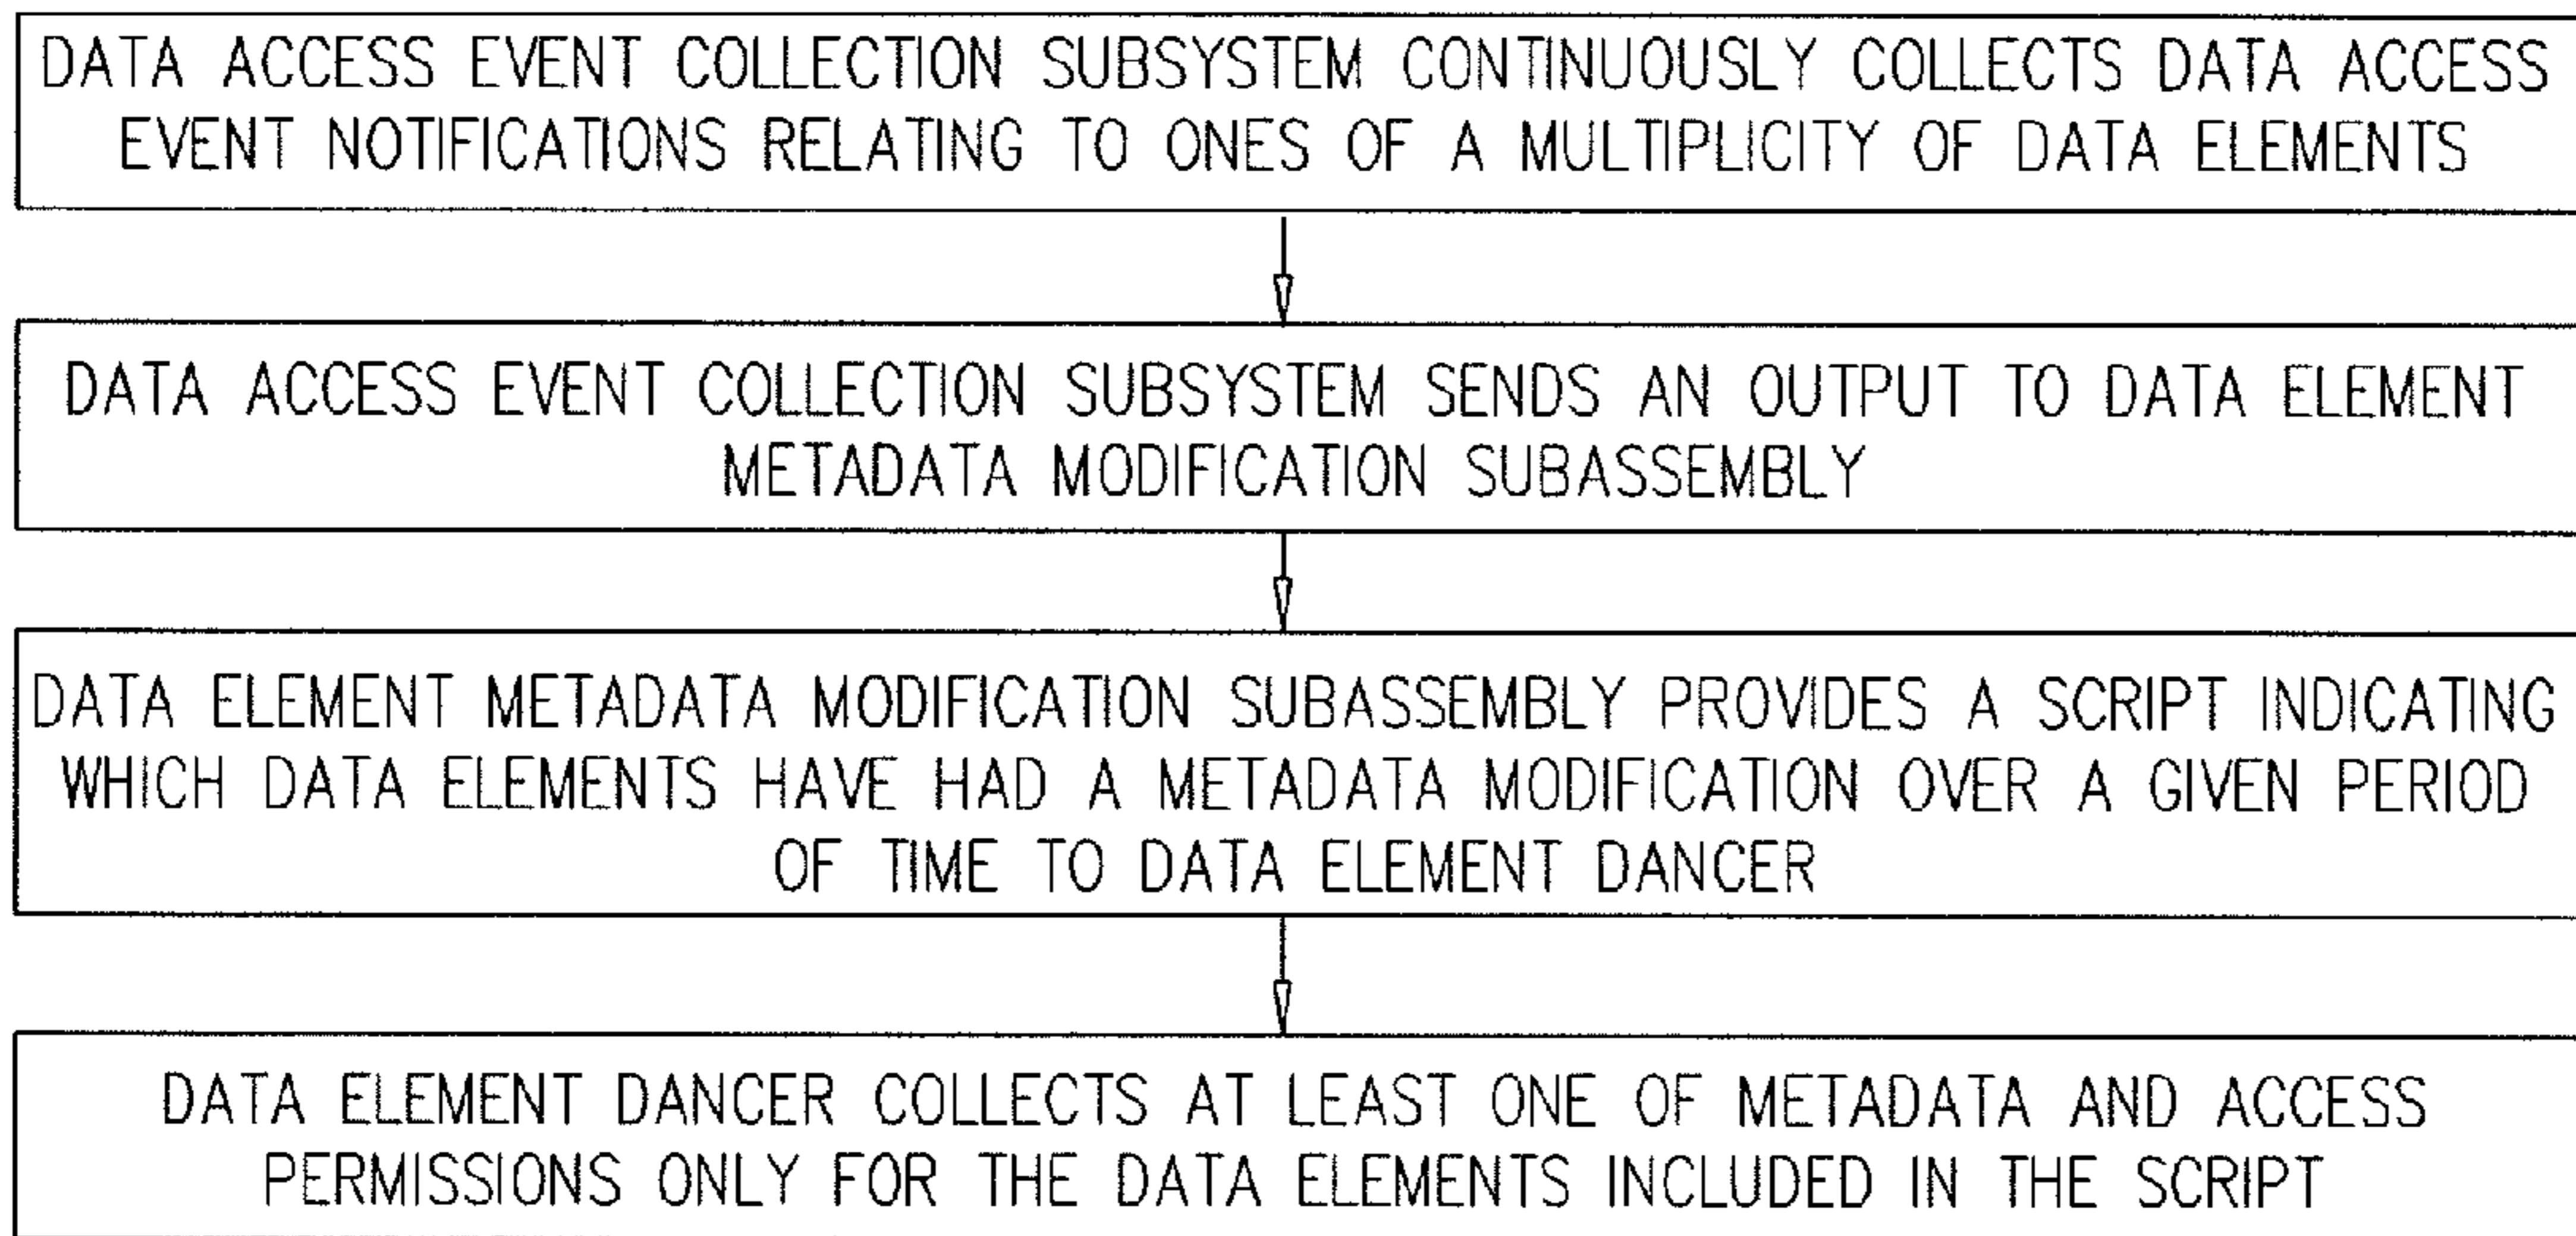 DATA ACCESS EVENT COLLECTION SUBSYSTEM CONTINUOUSLY COLLECTS DATA ACCESS
EVENT NOTIFICATIONS RELATING TO ONES OF A MULTIPLICITY OF DATA ELEMENTS
DATA ACCESS EVENT COLLECTION SUBSYSTEM SENDS AN OUTPUT TO DATA ELEMENT
METADATA MODIFICATION SUBASSEMBLY
DATA ELEMENT METADATA MODIFICATION SUBASSEMBLY PROVIDES A SCRIPT INDICATING
WHICH DATA ELEMENTS HAVE HAD A METADATA MODIFICATION OVER A GIVEN PERIOD
OF TIME TO DATA ELEMENT DANCER
DATA ELEMENT DANCER COLLECTS AT LEAST ONE OF METADATA AND ACCESS
PERMISSIONS ONLY FOR THE DATA ELEMENTS INCLUDED IN THE SCRIPT